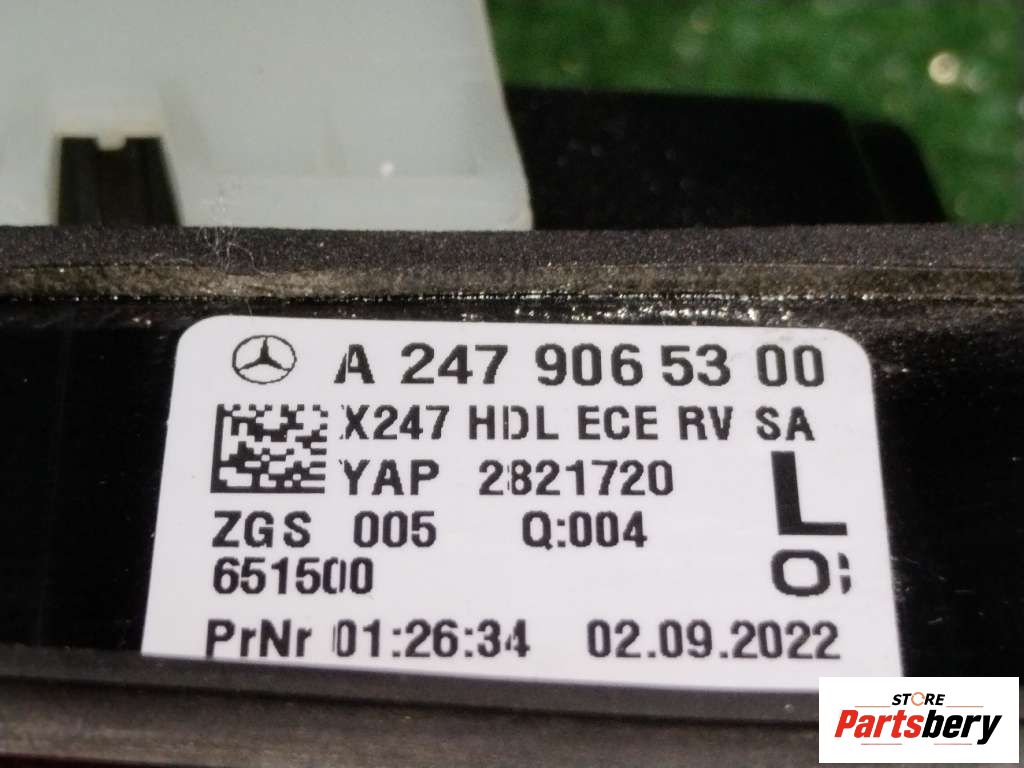 A 247 906 53 00
X247 HDL ECE RV SA
YAP 2821720
L
ZGS 005 Q:004
651500
O;
PrNr 01:26:34 02.09.2022
STORE
Partsbery